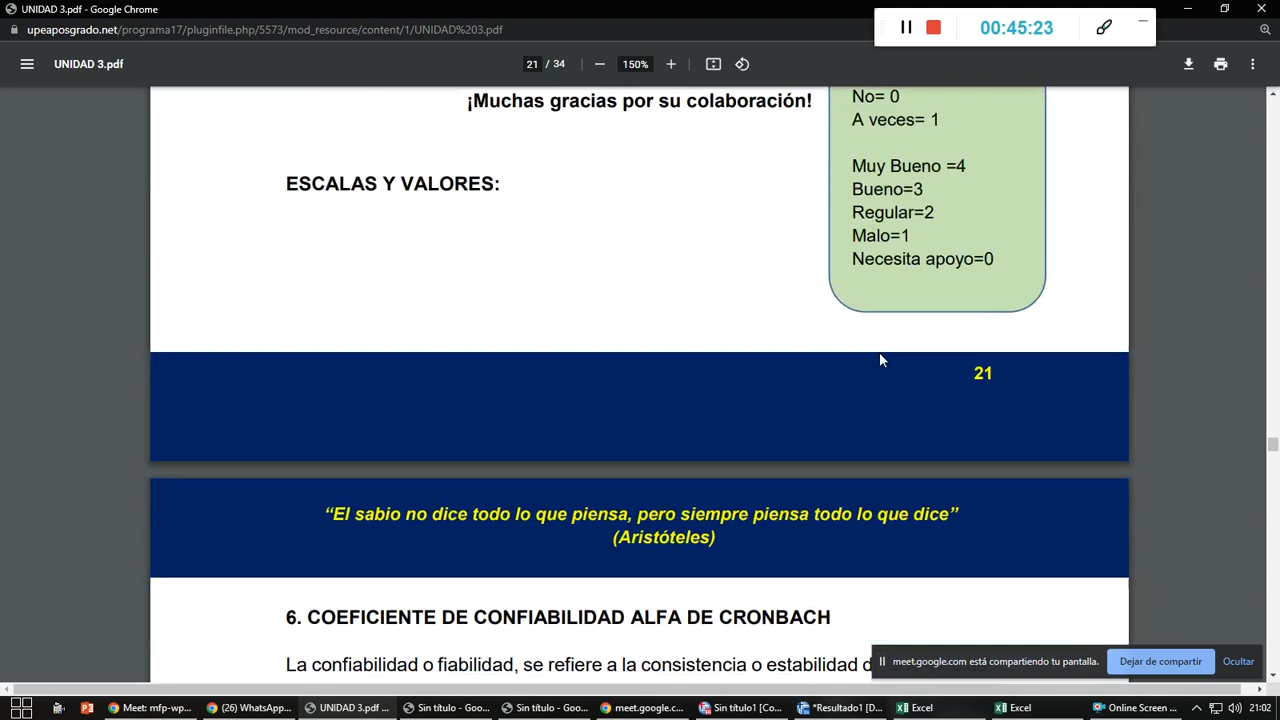 UNIDAD 3.pdf - Google Chrome
upeaposgrado.net/programa17/pluginfile.php/5573/mod_resource/content/1/UNIDAD%203.pdf
00:45:23
UNIDAD 3.pdf
21 / 34
150%
No= 0
¡Muchas gracias por su colaboración!
A veces= 1
Muy Bueno =4
ESCALAS Y VALORES:
Bueno=3
Regular=2
Malo=1
Necesita apoyo=0
21
“El sabio no dice todo lo que piensa, pero siempre piensa todo lo que dice”
(Aristóteles)
6. COEFICIENTE DE CONFIABILIDAD ALFA DE CRONBACH
La confiabilidad o fiabilidad, se refiere a la consistencia o estabilidad d
meet.google.com está compartiendo tu pantalla.
Dejar de compartir
Ocultar
Meet: mfp-wp...
(26) WhatsApp...
UNIDAD 3.pdf ...
Sin título - Goo...
Sin título - Goo...
meet.google.co...
Sin título1 [Co...
*Resultado1 [D...
Excel
Excel
Online Screen ...
21:02